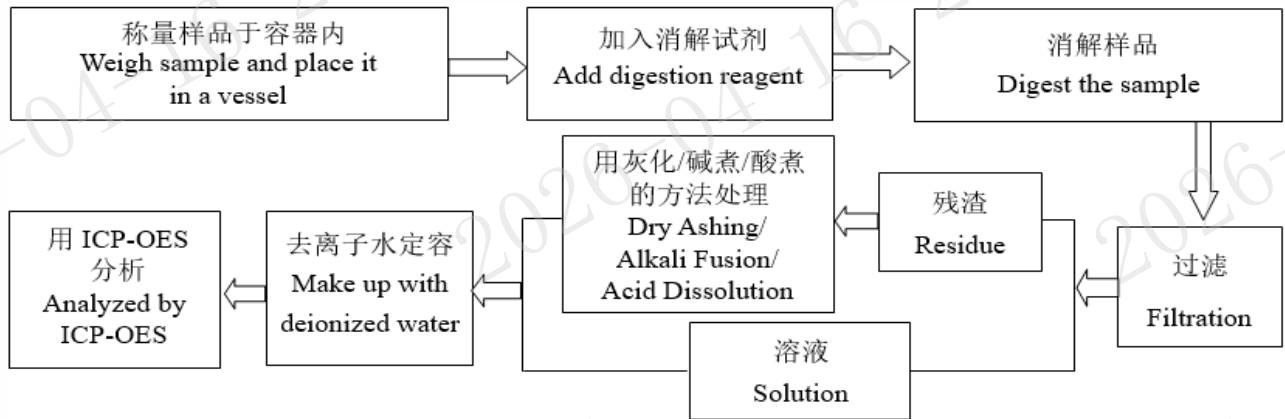 称量样品于容器内
Weigh sample and place it
in a vessel
加入消解试剂
Add digestion reagent
消解样品
Digest the sample
过滤
Filtration
残渣
Residue
用灰化/碱煮/酸煮
的方法处理
Dry Ashing/
Alkali Fusion/
Acid Dissolution
溶液
Solution
去离子水定容
Make up with
deionized water
用 ICP-OES
分析
Analyzed by
ICP-OES
2026-04-16